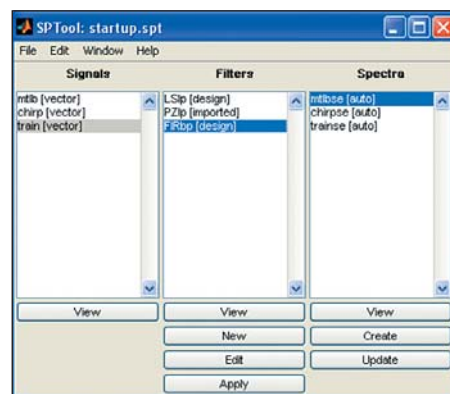 SPTool: startup.spt
File Edit Window Help
Signals Filters Spectra
mtlb [vector]
chirp [vector]
train [vector]
LSlp [design]
PZlp [imported]
FIRbp [design]
mtlbse [auto]
chirpse [auto]
trainse [auto]
View View View
New Create
Edit Update
Apply